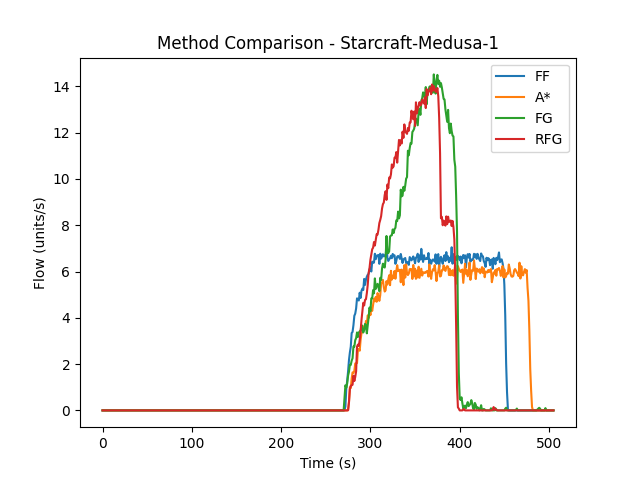 Method Comparison - Starcraft-Medusa-1
FF
A*
FG
RFG
Flow (units/s)
14
12
10
8
6
4
2
0
0 100 200 300 400 500
Time (s)